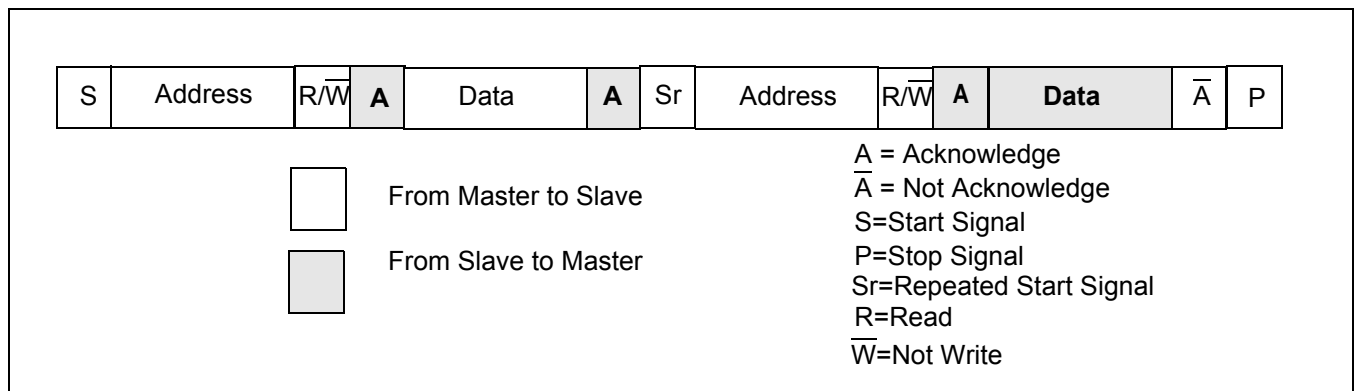 S Address R/W̅ A Data A Sr Address R/W̅ A Data A̅ P
From Master to Slave
From Slave to Master
A = Acknowledge
A̅ = Not Acknowledge
S=Start Signal
P=Stop Signal
Sr=Repeated Start Signal
R=Read
W̅=Not Write